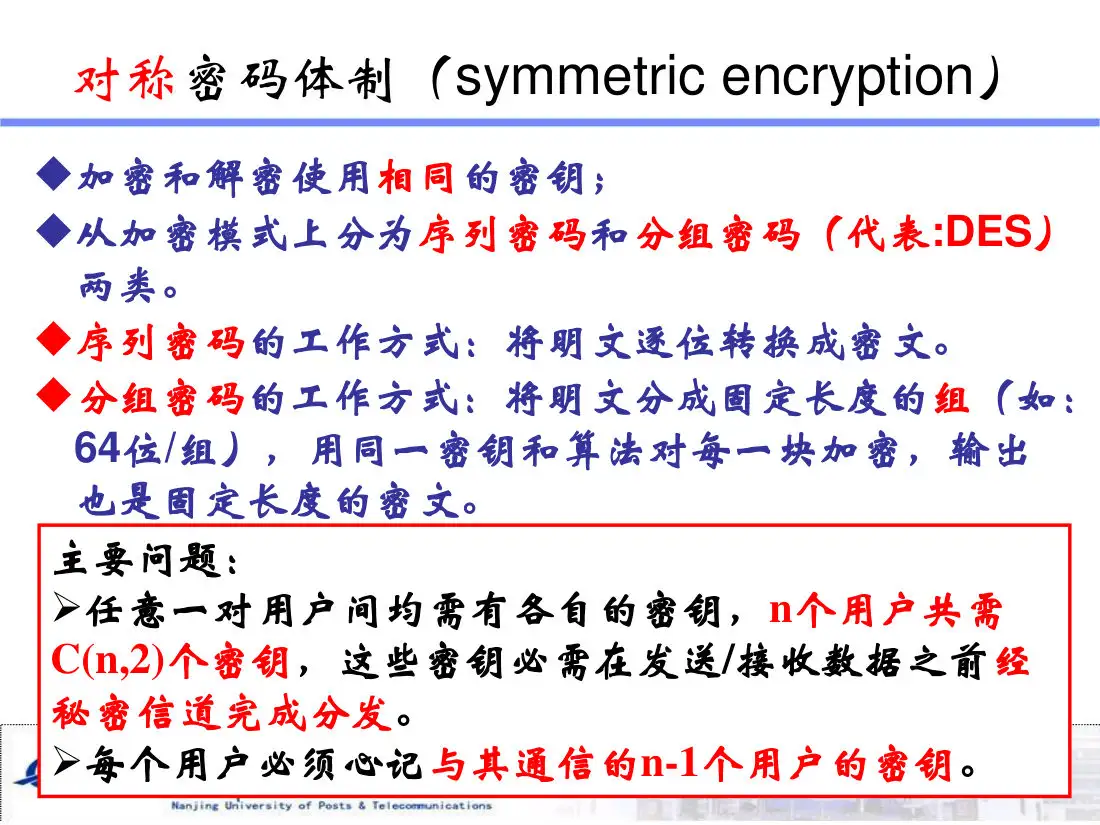 对称密码体制（symmetric encryption）
◆加密和解密使用相同的密钥；
◆从加密模式上分为序列密码和分组密码（代表:DES）
两类。
◆序列密码的工作方式：将明文逐位转换成密文。
◆分组密码的工作方式：将明文分成固定长度的组（如：
64位/组），用同一密钥和算法对每一块加密，输出
也是固定长度的密文。
主要问题：
➢任意一对用户间均需有各自的密钥，n个用户共需
C(n,2)个密钥，这些密钥必需在发送/接收数据之前经
秘密信道完成分发。
➢每个用户必须心记与其通信的n-1个用户的密钥。
Nanjing University of Posts & Telecommunications